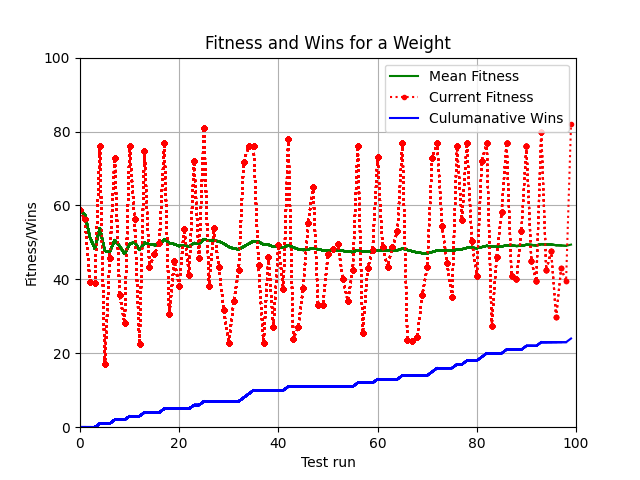 Fitness and Wins for a Weight
100
80
60
40
20
0
Fitness/Wins
Mean Fitness
Current Fitness
Culumanative Wins
0 20 40 60 80 100
Test run